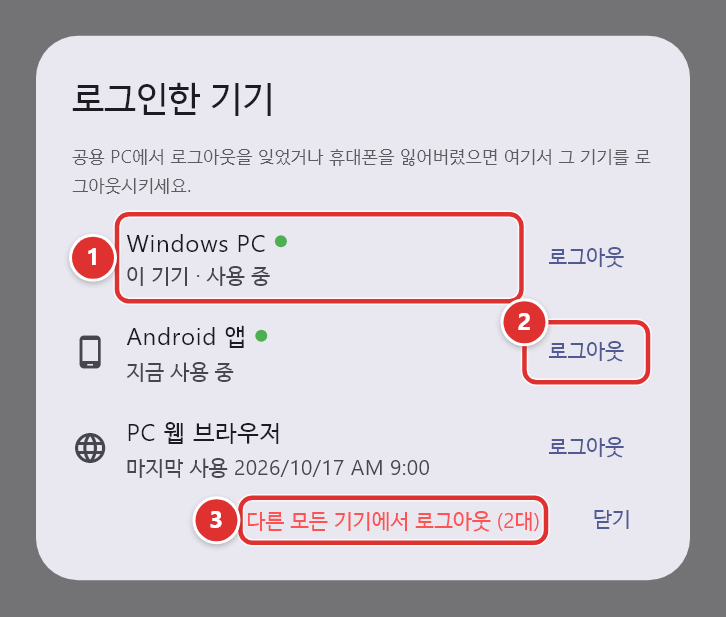 로그인한 기기
공용 PC에서 로그아웃을 잊었거나 휴대폰을 잃어버렸으면 여기서 그 기기를 로
그아웃시키세요.
1
Windows PC
로그아웃
이 기기 · 사용 중
2
Android 앱
로그아웃
지금 사용 중
PC 웹 브라우저
로그아웃
마지막 사용 2026/10/17 AM 9:00
3
다른 모든 기기에서 로그아웃 (2대)
닫기